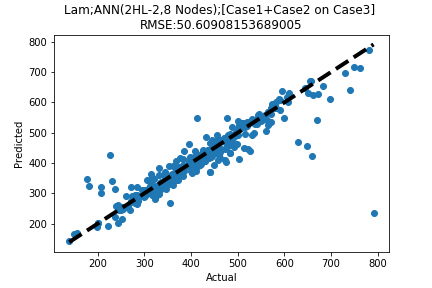 Lam;ANN(2HL-2,8 Nodes);[Case1+Case2 on Case3]
RMSE:50.60908153689005
800
700
600
500
400
300
200
Predicted
200 300 400 500 600 700 800
Actual